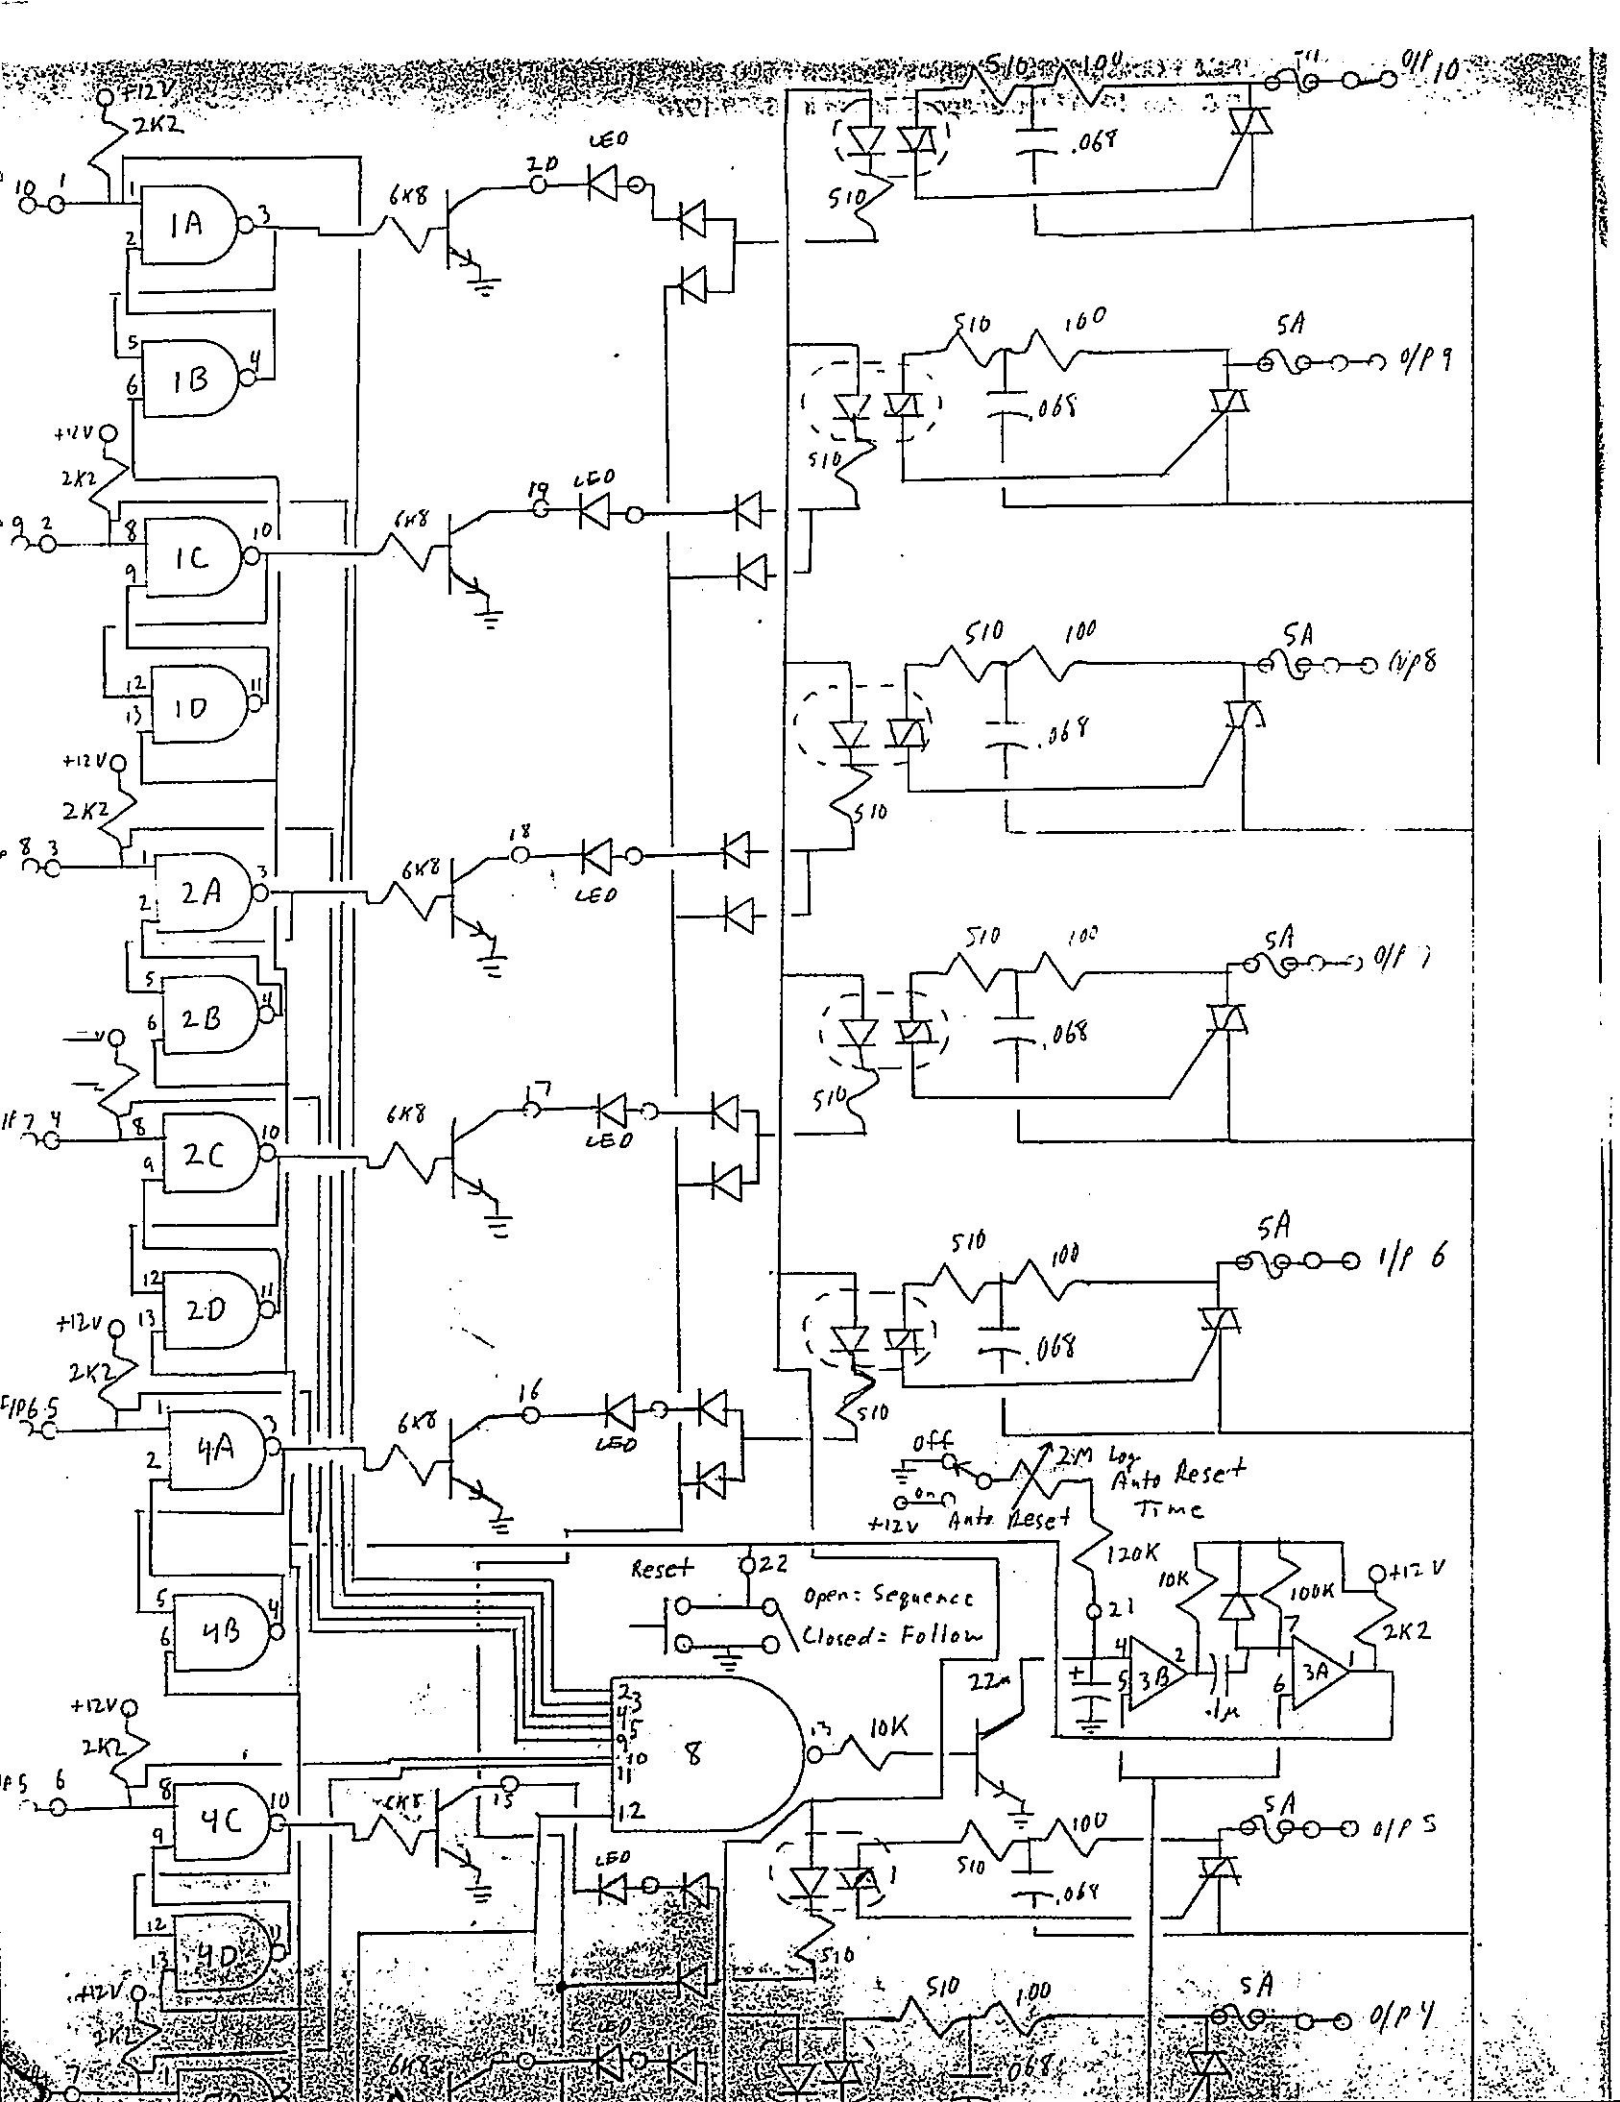 510 100 O/P 10
+12V
2K2
LED
.068
10 1 1 6K8 20
1A 3 510
2
510 100 5A
5 O/P 9
1B 4
6 .068
+12V
2K2 510
19 LED
9 2 8 10 6K8
1C
9
510 100 5A
12 11 8
1D
13 .068
+12V
2K2 510
18
8 3 1 3 6K8
2A LED
2
510 100 5A
O/P
5 4
2B
6 .068
510
17
IP 7 4 8 10 6K8
2C LED
9
5A
510 100 I/P 6
12 11
2D
+12V 13 .068
2K2
16 510
I/P 6 5 1 3 6K8
4A LED
2
Off 2M Log
Auto Reset
On Time
+12V Auto Reset
120K
Reset 22 10K 100K +12V
Open = Sequence 21
5 Closed = Follow 7 2K2
4B 4 4
6 + 3B 2 3A 1
5 6
22µ .1µ
2
3
4
5
+12V 9 8 13 10K
2K2 10
11
12
5 6 8 10 15 5A
4C 100 O/P 5
9 LED 510
.068
12 11
4D 510
13
+12V 510 100 5A
2K2 O/P 4
14 LED
7 1 6K8 068